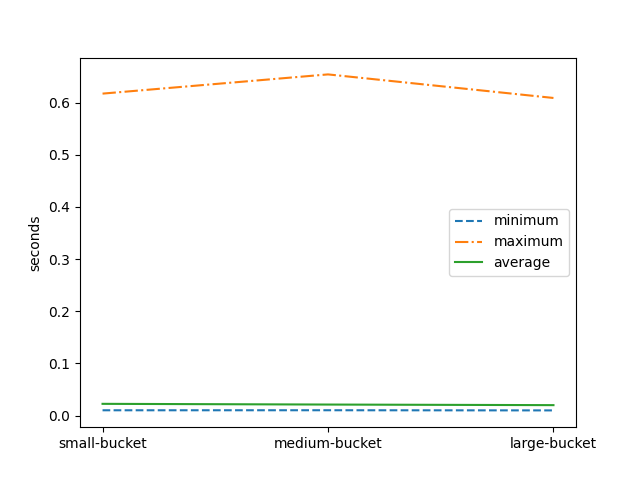 0.6
0.5
0.4
0.3
0.2
0.1
0.0
seconds
minimum
maximum
average
small-bucket
medium-bucket
large-bucket